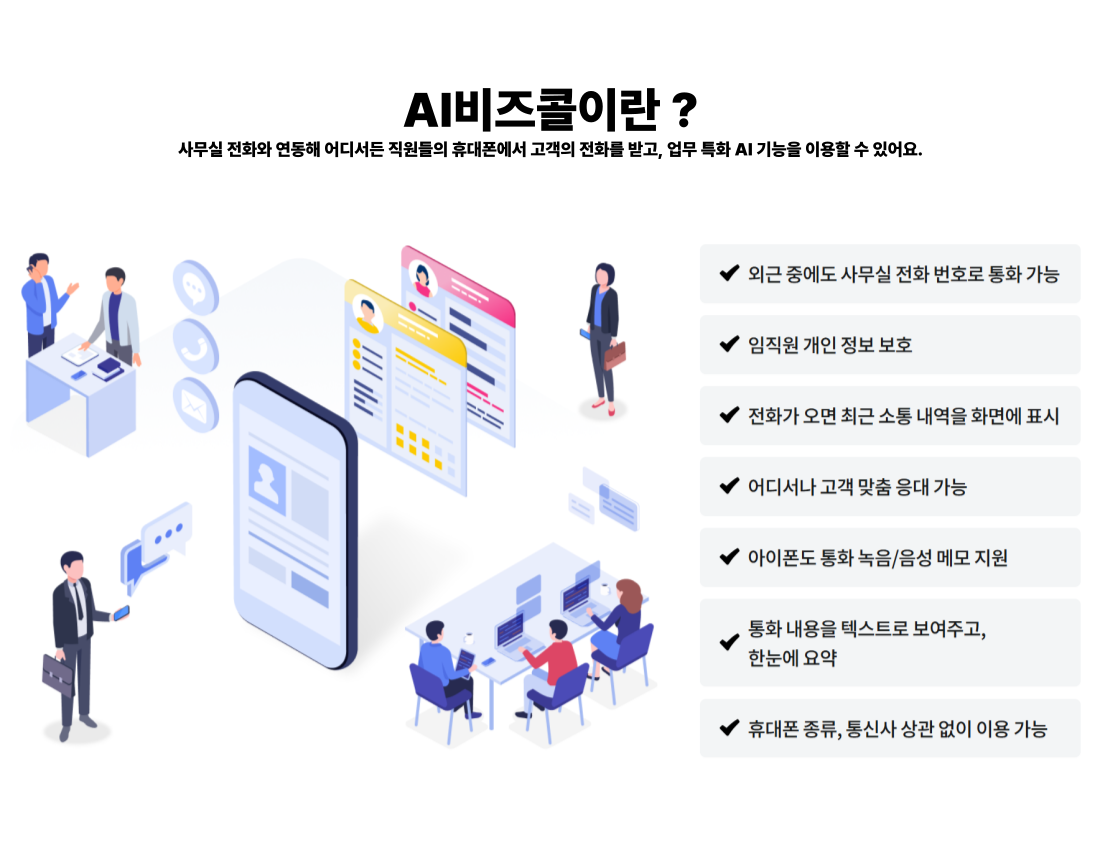 AI비즈콜이란 ?
사무실 전화와 연동해 어디서든 직원들의 휴대폰에서 고객의 전화를 받고, 업무 특화 AI 기능을 이용할 수 있어요.
외근 중에도 사무실 전화 번호로 통화 가능
임직원 개인 정보 보호
전화가 오면 최근 소통 내역을 화면에 표시
어디서나 고객 맞춤 응대 가능
아이폰도 통화 녹음/음성 메모 지원
통화 내용을 텍스트로 보여주고,
한눈에 요약
휴대폰 종류, 통신사 상관 없이 이용 가능